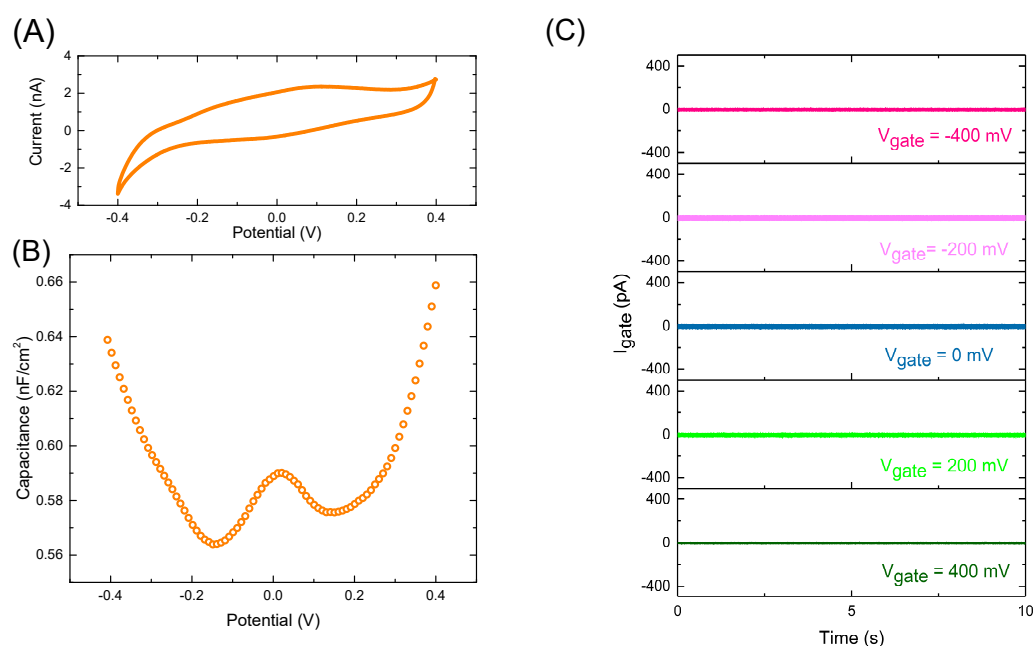 (A)
4
2
0
-2
-4
Current (nA)
-0.4 -0.2 0.0 0.2 0.4
Potential (V)
(B)
0.66
0.64
0.62
0.60
0.58
0.56
Capacitance (nF/cm²)
-0.4 -0.2 0.0 0.2 0.4
Potential (V)
(C)
400
0
-400
Vgate = -400 mV
400
0
-400
Vgate= -200 mV
400
0
-400
Vgate = 0 mV
400
0
-400
Vgate = 200 mV
400
0
-400
Vgate = 400 mV
Igate (pA)
0 5 10
Time (s)